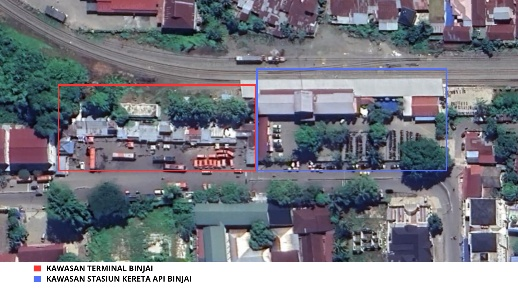 KAWASAN TERMINAL BINJAI
KAWASAN STASIUN KERETA API BINJAI